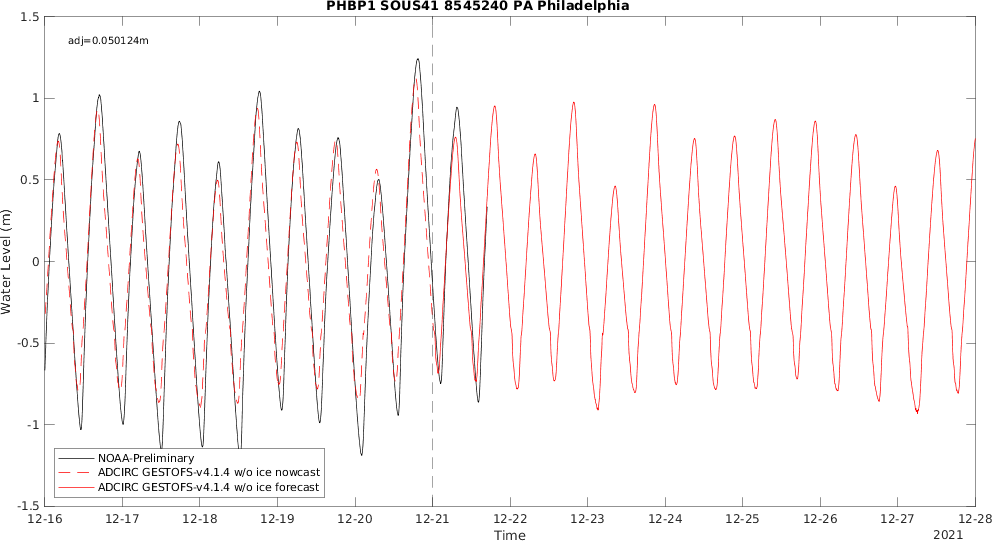 PHBP1 SOUS41 8545240 PA Philadelphia
adj=0.050124m
1.5
1
0.5
0
-0.5
-1
-1.5
Water Level (m)
NOAA-Preliminary
ADCIRC GESTOFS-v4.1.4 w/o ice nowcast
ADCIRC GESTOFS-v4.1.4 w/o ice forecast
12-16 12-17 12-18 12-19 12-20 12-21 12-22 12-23 12-24 12-25 12-26 12-27 12-28
Time
2021